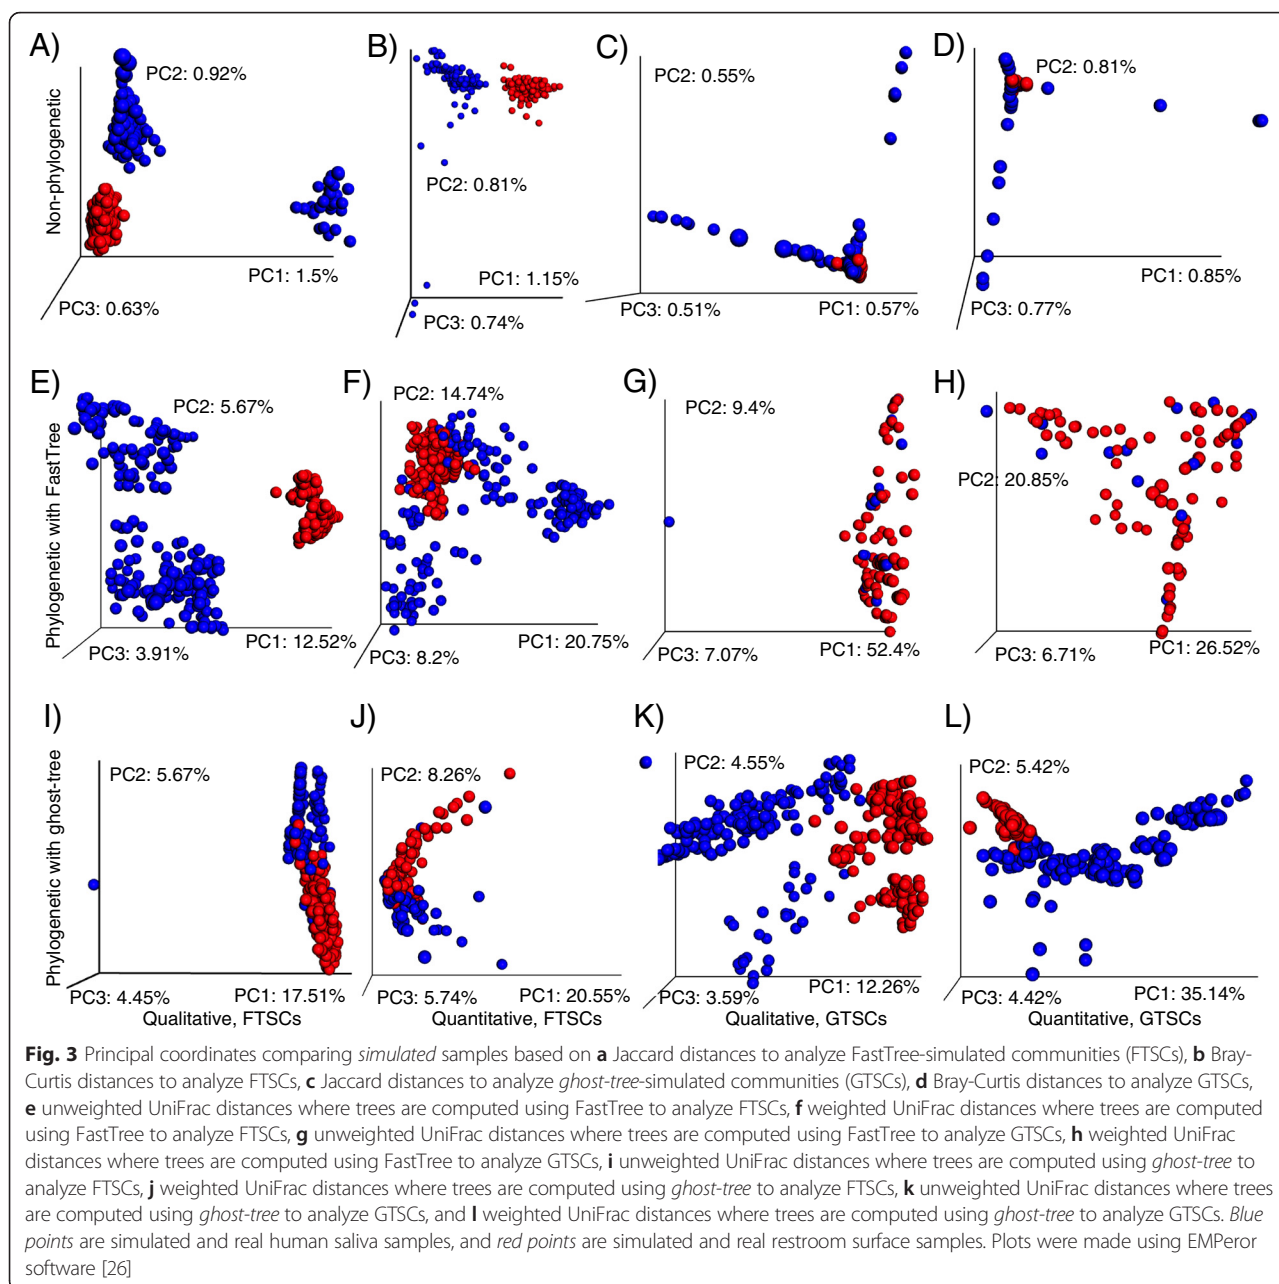 A)
PC2: 0.92%
PC1: 1.5%
PC3: 0.63%
B)
PC2: 0.81%
PC1: 1.15%
PC3: 0.74%
C)
PC2: 0.55%
PC3: 0.51%
PC1: 0.57%
D)
PC2: 0.81%
PC1: 0.85%
PC3: 0.77%
Non-phylogenetic
E)
PC2: 5.67%
PC3: 3.91%
PC1: 12.52%
F)
PC2: 14.74%
PC3: 8.2%
PC1: 20.75%
G)
PC2: 9.4%
PC3: 7.07%
PC1: 52.4%
H)
PC2: 20.85%
PC3: 6.71%
PC1: 26.52%
Phylogenetic with FastTree
I)
PC2: 5.67%
PC3: 4.45%
PC1: 17.51%
Qualitative, FTSCs
J)
PC2: 8.26%
PC3: 5.74%
PC1: 20.55%
Quantitative, FTSCs
K)
PC2: 4.55%
PC3: 3.59%
PC1: 12.26%
Qualitative, GTSCs
L)
PC2: 5.42%
PC3: 4.42%
PC1: 35.14%
Quantitative, GTSCs
Phylogenetic with ghost-tree
Fig. 3 Principal coordinates comparing simulated samples based on a Jaccard distances to analyze FastTree-simulated communities (FTSCs), b Bray-
Curtis distances to analyze FTSCs, c Jaccard distances to analyze ghost-tree-simulated communities (GTSCs), d Bray-Curtis distances to analyze GTSCs,
e unweighted UniFrac distances where trees are computed using FastTree to analyze FTSCs, f weighted UniFrac distances where trees are computed
using FastTree to analyze FTSCs, g unweighted UniFrac distances where trees are computed using FastTree to analyze GTSCs, h weighted UniFrac
distances where trees are computed using FastTree to analyze GTSCs, i unweighted UniFrac distances where trees are computed using ghost-tree to
analyze FTSCs, j weighted UniFrac distances where trees are computed using ghost-tree to analyze FTSCs, k unweighted UniFrac distances where trees
are computed using ghost-tree to analyze GTSCs, and l weighted UniFrac distances where trees are computed using ghost-tree to analyze GTSCs. Blue
points are simulated and real human saliva samples, and red points are simulated and real restroom surface samples. Plots were made using EMPeror
software [26]